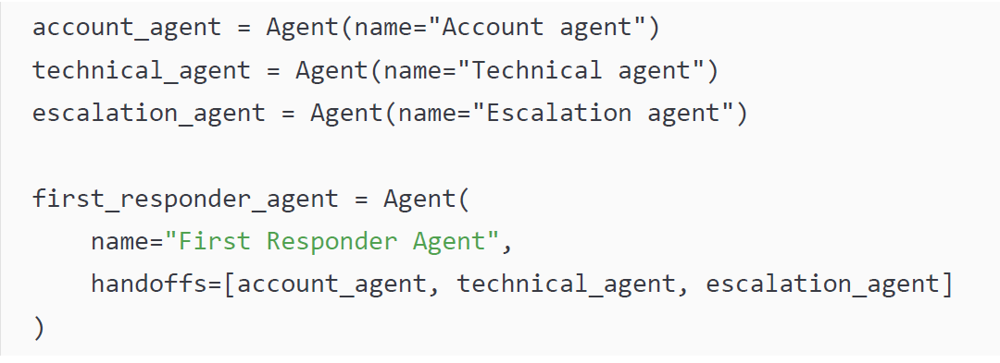 account_agent = Agent(name="Account agent")
technical_agent = Agent(name="Technical agent")
escalation_agent = Agent(name="Escalation agent")

first_responder_agent = Agent(
    name="First Responder Agent",
    handoffs=[account_agent, technical_agent, escalation_agent]
)